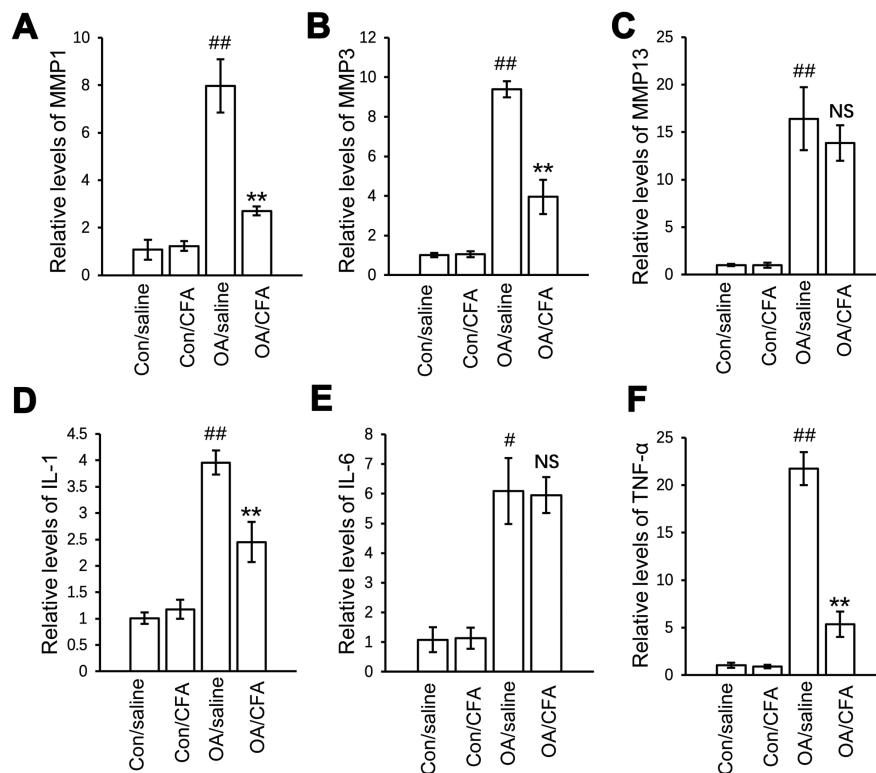 A
Relative levels of MMP1
10
8
6
4
2
0
##
**
Con/saline
Con/CFA
OA/saline
OA/CFA
B
Relative levels of MMP3
12
10
8
6
4
2
0
##
**
Con/saline
Con/CFA
OA/saline
OA/CFA
C
Relative levels of MMP13
25
20
15
10
5
0
##
NS
Con/saline
Con/CFA
OA/saline
OA/CFA
D
Relative levels of IL-1
4.5
4
3.5
3
2.5
2
1.5
1
0.5
0
##
**
Con/saline
Con/CFA
OA/saline
OA/CFA
E
Relative levels of IL-6
8
7
6
5
4
3
2
1
0
#
NS
Con/saline
Con/CFA
OA/saline
OA/CFA
F
Relative levels of TNF-α
25
20
15
10
5
0
##
**
Con/saline
Con/CFA
OA/saline
OA/CFA